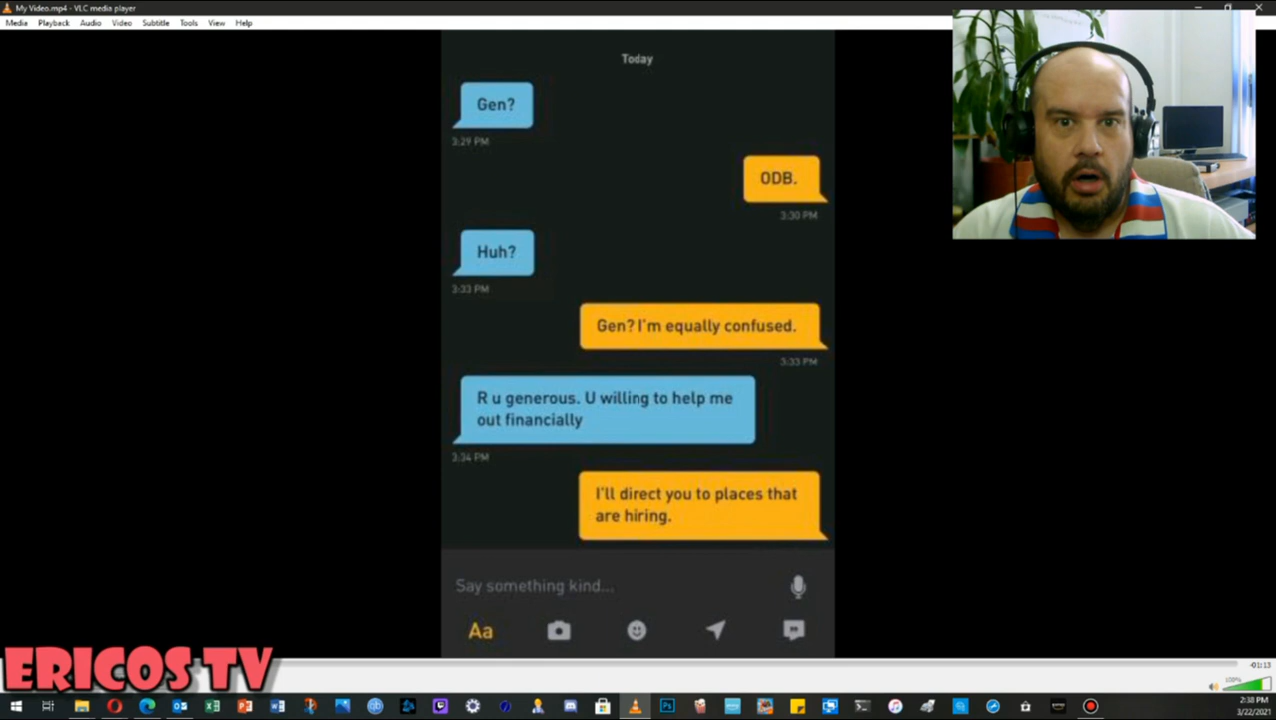 My Video.mp4 - VLC media player
Media Playback Audio Video Subtitle Tools View Help
Today
Gen?
3:29 PM
ODB.
3:30 PM
Huh?
3:33 PM
Gen? I'm equally confused.
3:33 PM
R u generous. U willing to help me
out financially
3:34 PM
I'll direct you to places that
are hiring.
Say something kind...
Aa
ERICOS TV
-01:13
100%
2:38 PM
3/22/2021